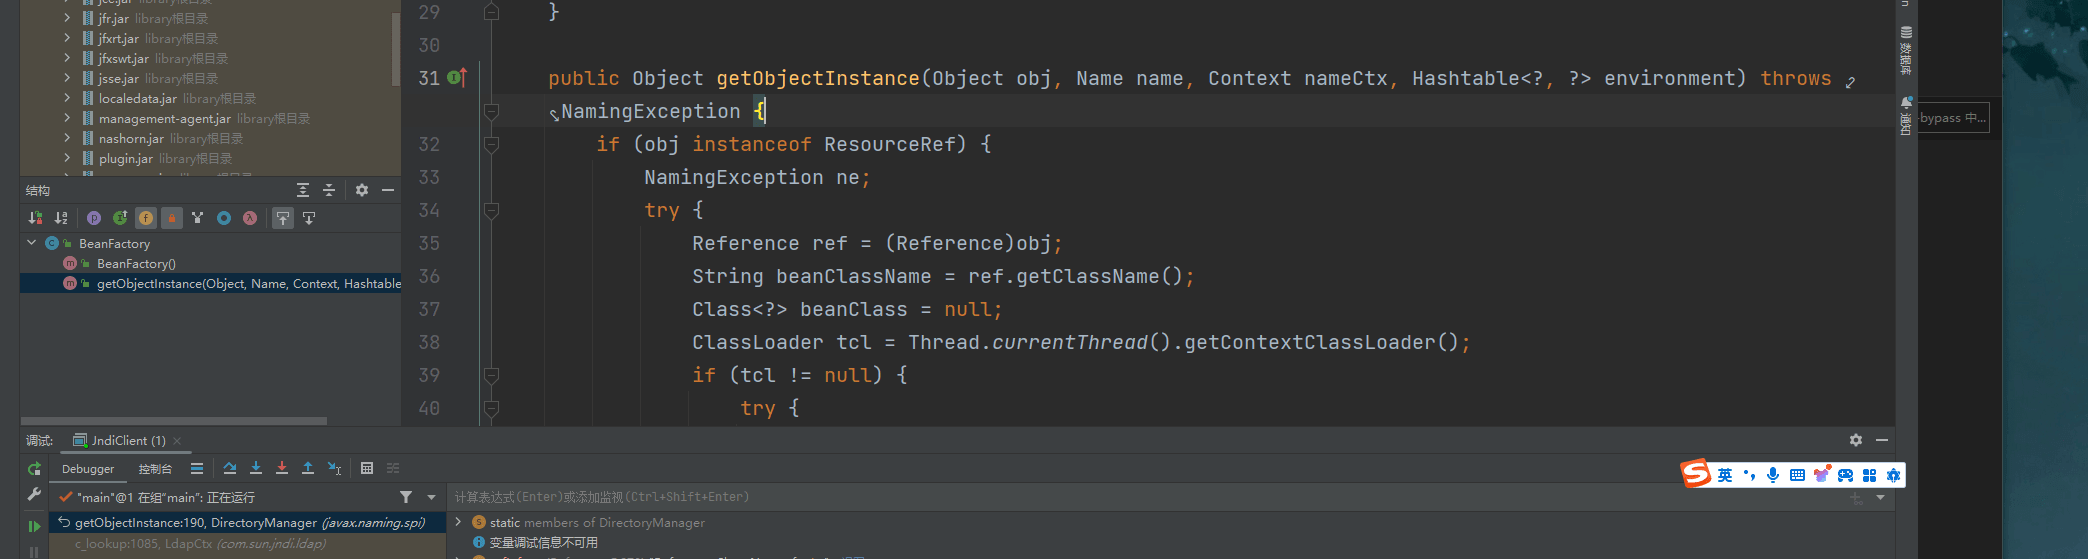 jfr.jar library根目录
jfxrt.jar library根目录
jfxswt.jar library根目录
jsse.jar library根目录
localedata.jar library根目录
management-agent.jar library根目录
nashorn.jar library根目录
plugin.jar library根目录
结构
BeanFactory
BeanFactory()
getObjectInstance(Object, Name, Context, Hashtable
29 }
30
31 public Object getObjectInstance(Object obj, Name name, Context nameCtx, Hashtable<?, ?> environment) throws
NamingException {
32 if (obj instanceof ResourceRef) {
33 NamingException ne;
34 try {
35 Reference ref = (Reference)obj;
36 String beanClassName = ref.getClassName();
37 Class<?> beanClass = null;
38 ClassLoader tcl = Thread.currentThread().getContextClassLoader();
39 if (tcl != null) {
40 try {
数据库
通知
-bypass 中...
调试: JndiClient (1)
Debugger 控制台
英
"main"@1 在组"main": 正在运行
计算表达式(Enter)或添加监视(Ctrl+Shift+Enter)
getObjectInstance:190, DirectoryManager (javax.naming.spi)
c_lookup:1085, LdapCtx (com.sun.jndi.ldap)
static members of DirectoryManager
变量调试信息不可用